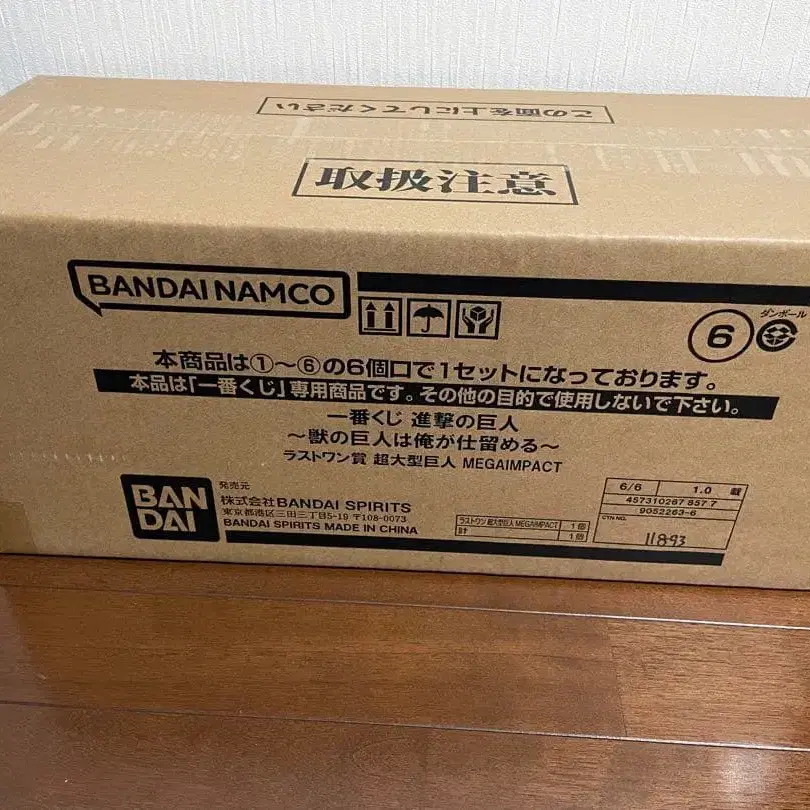 この面を上にしてください
取扱注意
BANDAI NAMCO
6
ダンボール
本商品は①〜⑥の6個口で1セットになっております。
本品は「一番くじ」専用商品です。その他の目的で使用しないで下さい。
一番くじ 進撃の巨人
〜獣の巨人は俺が仕留める〜
ラストワン賞 超大型巨人 MEGAIMPACT
BAN
DAI
発売元
株式会社BANDAI SPIRITS
東京都港区三田三丁目5-19 〒108-0073
BANDAI SPIRITS MADE IN CHINA
ラストワン 超大型巨人 MEGAIMPACT 1個
計 1個
6/6 1.0 載
457310267 857 7
9052263-6
CTN NO.
11893